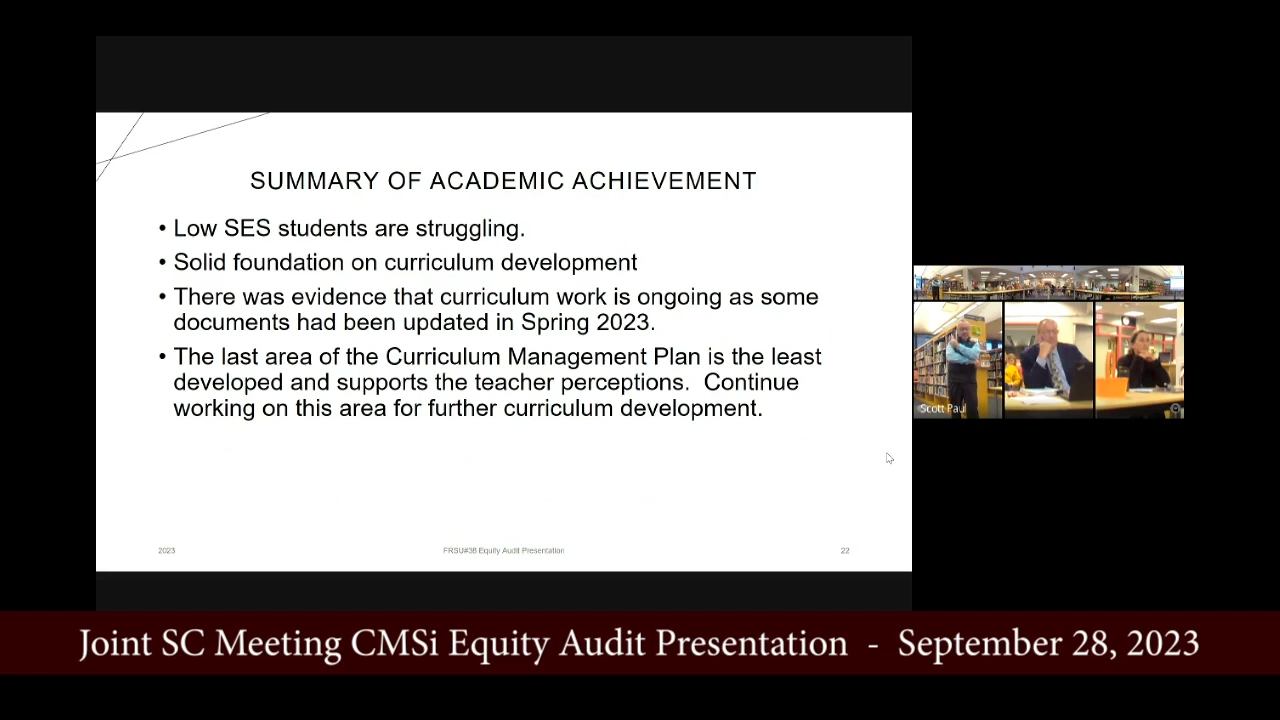 SUMMARY OF ACADEMIC ACHIEVEMENT
• Low SES students are struggling.
• Solid foundation on curriculum development
• There was evidence that curriculum work is ongoing as some
documents had been updated in Spring 2023.
• The last area of the Curriculum Management Plan is the least
developed and supports the teacher perceptions.  Continue
working on this area for further curriculum development.
2023
FRSU#38 Equity Audit Presentation
22
Scott Paul
Joint SC Meeting CMSi Equity Audit Presentation - September 28, 2023